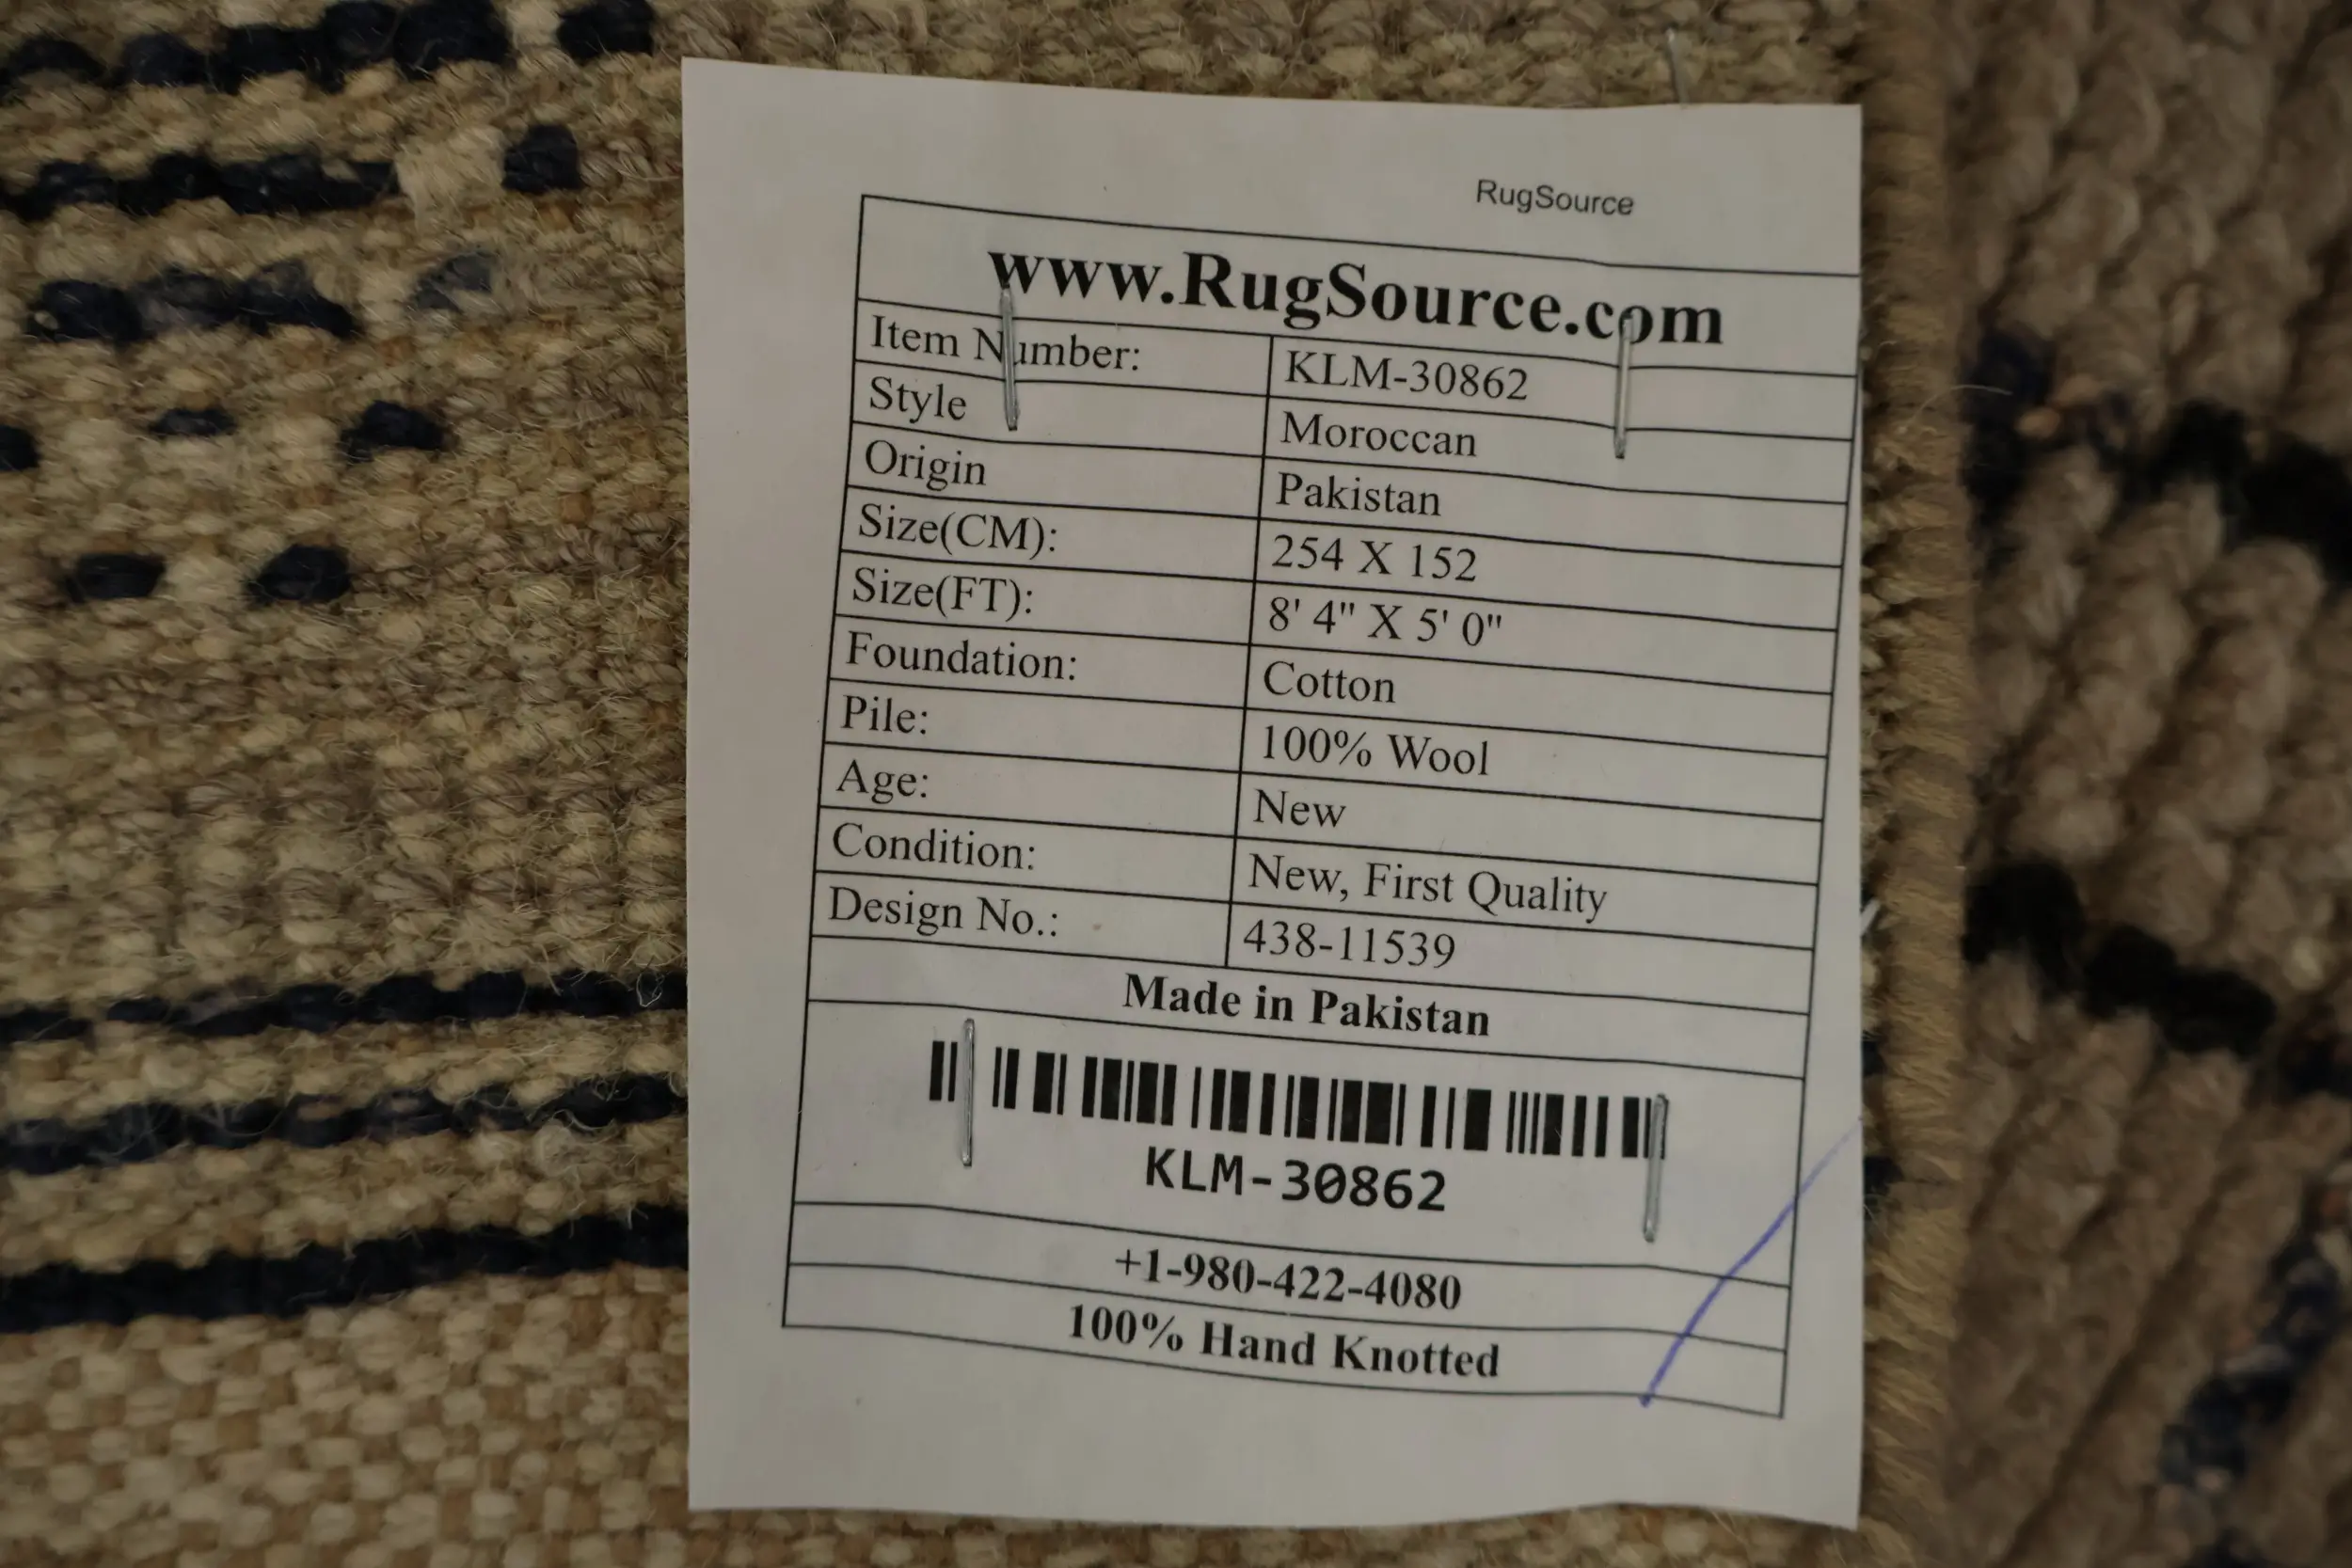 RugSource
www.RugSource.com
Item Number: KLM-30862
Style Moroccan
Origin Pakistan
Size(CM): 254 X 152
Size(FT): 8' 4" X 5' 0"
Foundation: Cotton
Pile: 100% Wool
Age: New
Condition: New, First Quality
Design No.: 438-11539
Made in Pakistan
KLM-30862
+1-980-422-4080
100% Hand Knotted